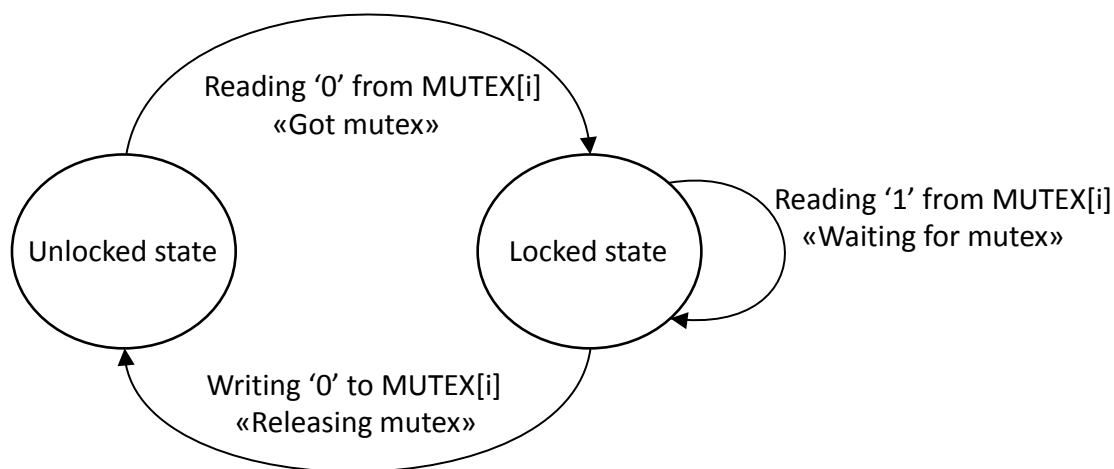 Reading ‘0’ from MUTEX[i]
«Got mutex»
Unlocked state
Locked state
Reading ‘1’ from MUTEX[i]
«Waiting for mutex»
Writing ‘0’ to MUTEX[i]
«Releasing mutex»